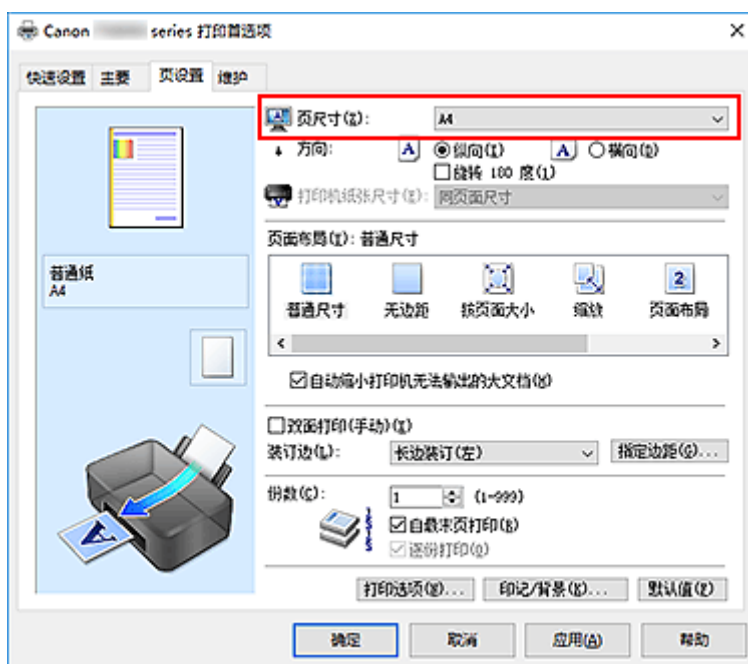 Canon series 打印首选项
快速设置 主要 页设置 维护
页尺寸(Z): A4
方向: A 纵向(I) A 横向(D)
旋转 180 度(1)
打印机纸张尺寸(E): 同页面尺寸
页面布局(T): 普通尺寸
普通纸
A4
2
普通尺寸 无边距 按页面大小 缩放 页面布局
自动缩小打印机无法输出的大文档(8)
双面打印(手动)(X)
装订边(L): 长边装订(左) 指定边距(G)...
份数(C): 1 (1-999)
自最末页打印(R)
逐份打印(O)
打印选项(W)... 印记/背景(K)... 默认值(F)
确定 取消 应用(A) 帮助